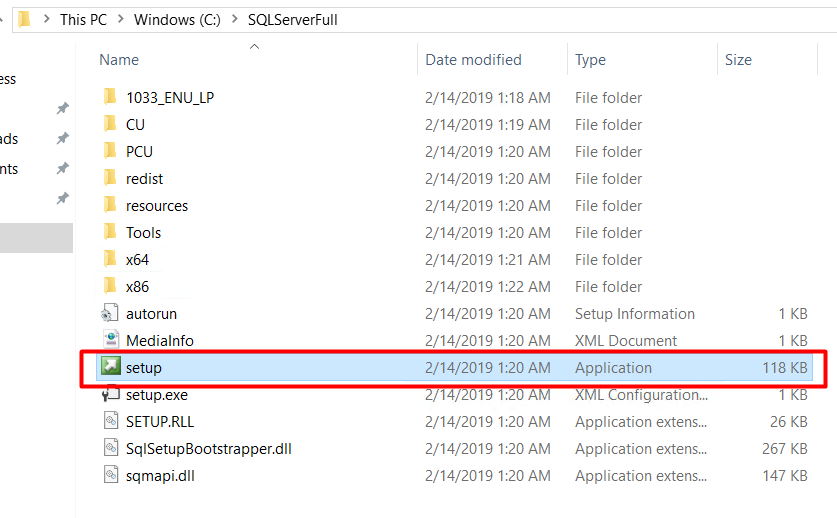 This PC > Windows (C:) > SQLServerFull
Name Date modified Type Size
ess
1033_ENU_LP 2/14/2019 1:18 AM File folder
CU 2/14/2019 1:19 AM File folder
ads
PCU 2/14/2019 1:20 AM File folder
nts
redist 2/14/2019 1:20 AM File folder
resources 2/14/2019 1:20 AM File folder
Tools 2/14/2019 1:20 AM File folder
x64 2/14/2019 1:21 AM File folder
x86 2/14/2019 1:22 AM File folder
autorun 2/14/2019 1:20 AM Setup Information 1 KB
MediaInfo 2/14/2019 1:20 AM XML Document 1 KB
setup 2/14/2019 1:20 AM Application 118 KB
setup.exe 2/14/2019 1:20 AM XML Configuration... 1 KB
SETUP.RLL 2/14/2019 1:20 AM Application extens... 26 KB
SqlSetupBootstrapper.dll 2/14/2019 1:20 AM Application extens... 267 KB
sqmapi.dll 2/14/2019 1:20 AM Application extens... 147 KB